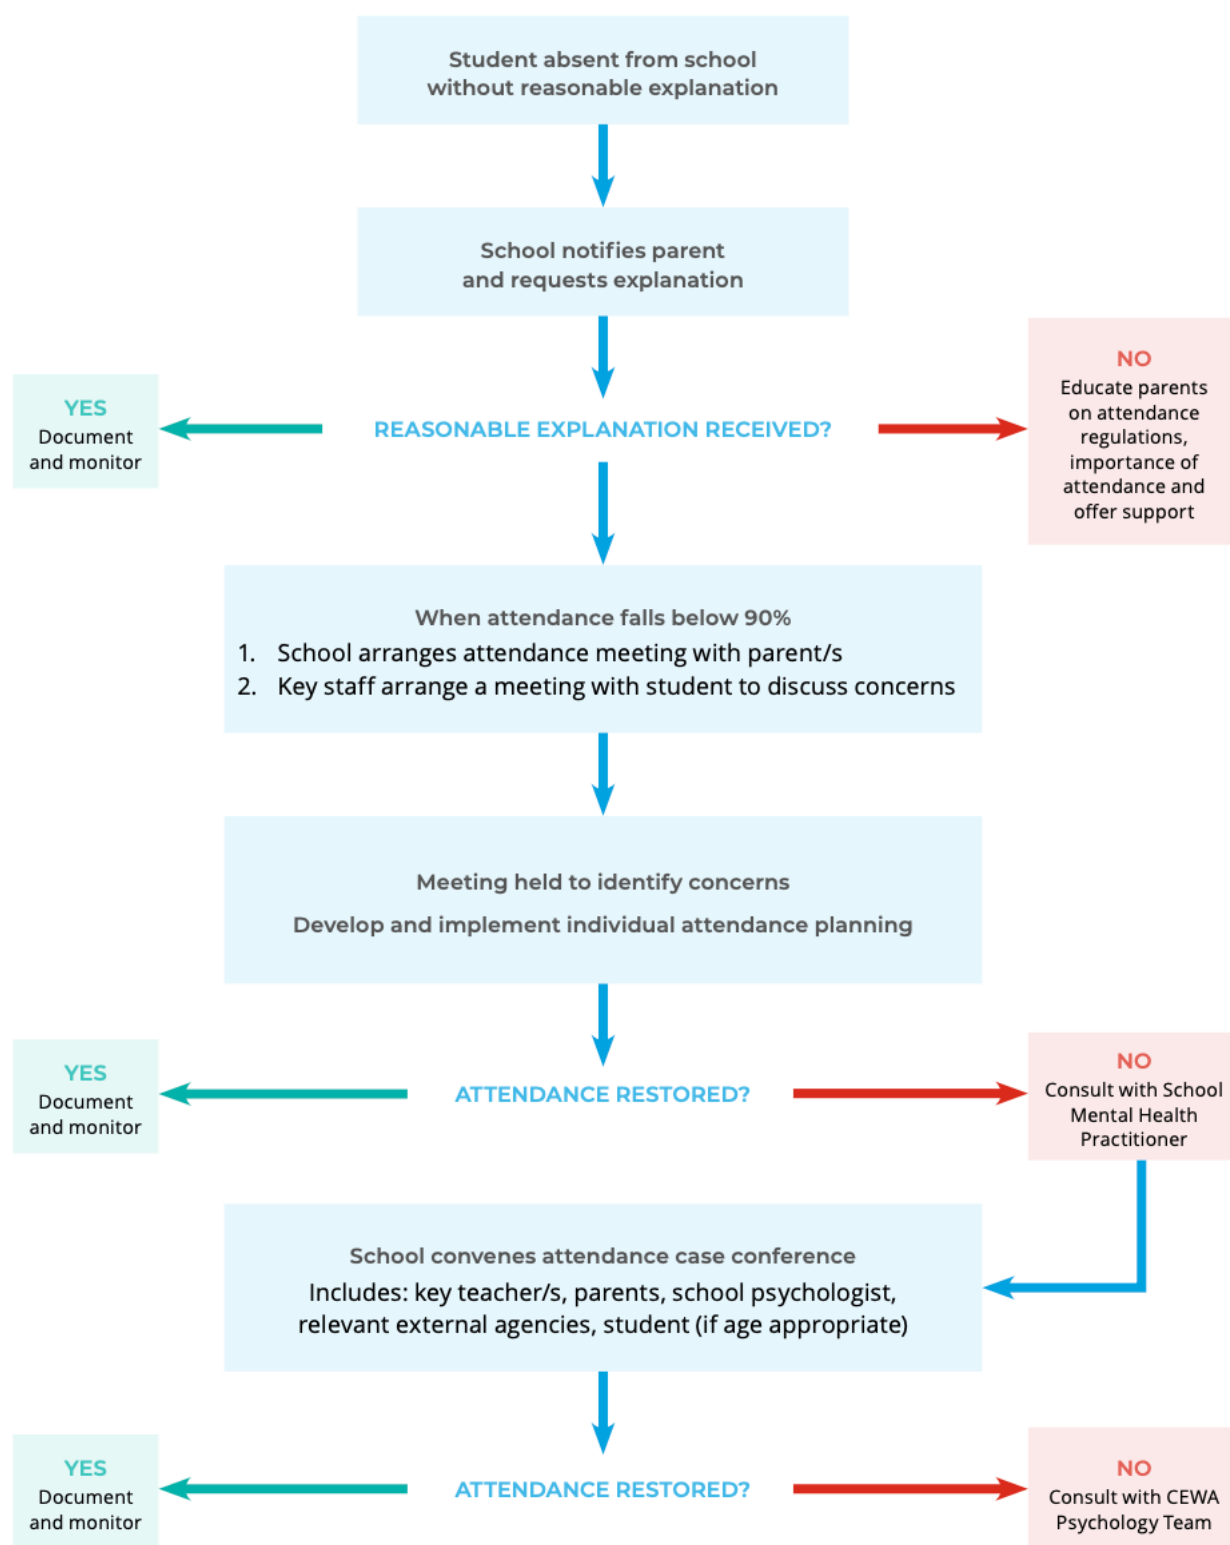 Student absent from school
without reasonable explanation
School notifies parent
and requests explanation
YES
Document
and monitor
REASONABLE EXPLANATION RECEIVED?
NO
Educate parents
on attendance
regulations,
importance of
attendance and
offer support
When attendance falls below 90%
1. School arranges attendance meeting with parent/s
2. Key staff arrange a meeting with student to discuss concerns
Meeting held to identify concerns
Develop and implement individual attendance planning
YES
Document
and monitor
ATTENDANCE RESTORED?
NO
Consult with School
Mental Health
Practitioner
School convenes attendance case conference
Includes: key teacher/s, parents, school psychologist,
relevant external agencies, student (if age appropriate)
YES
Document
and monitor
ATTENDANCE RESTORED?
NO
Consult with CEWA
Psychology Team